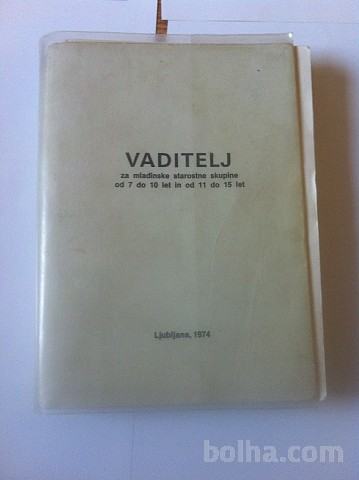 VADITELJ
za mladinske starostne skupine
od 7 do 10 let in od 11 do 15 let
Ljubljana, 1974
bolha.com